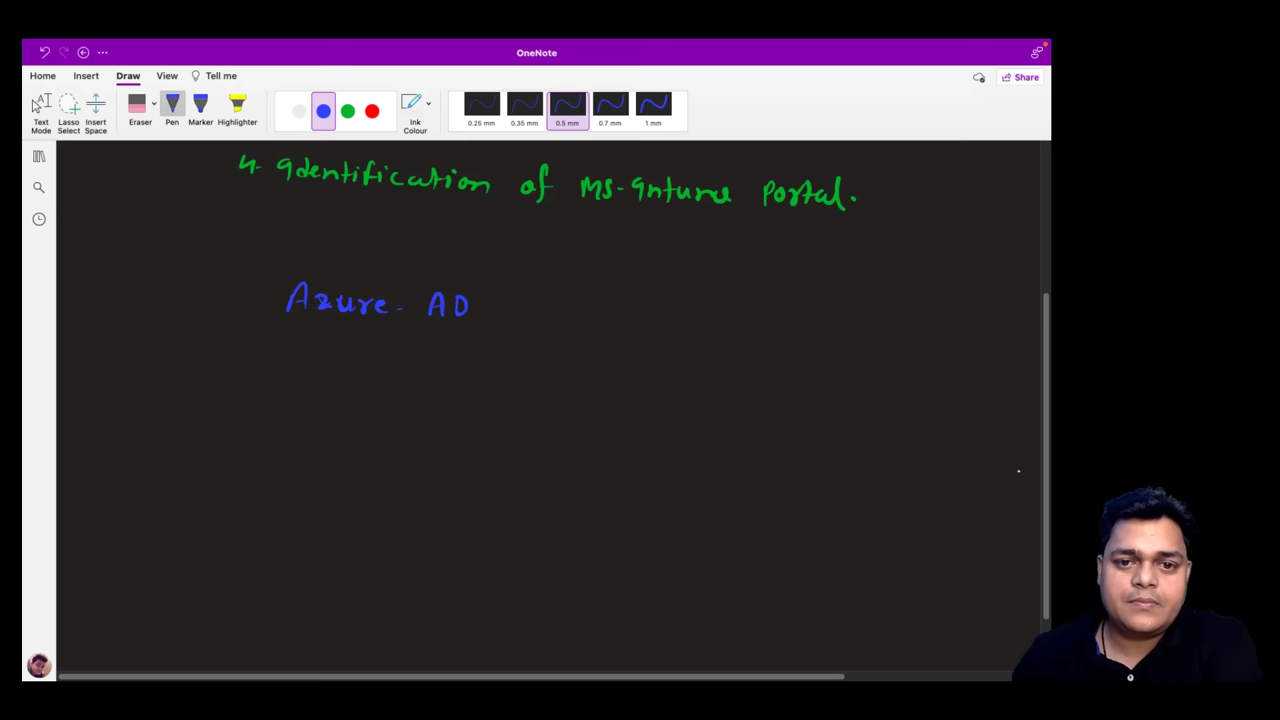 OneNote
Home Insert Draw View Tell me
Share
Text Mode Lasso Select Insert Space Eraser Pen Marker Highlighter Ink Colour 0.25 mm 0.35 mm 0.5 mm 0.7 mm 1 mm
4. Identification of MS-Intune Portal.
Azure - AD